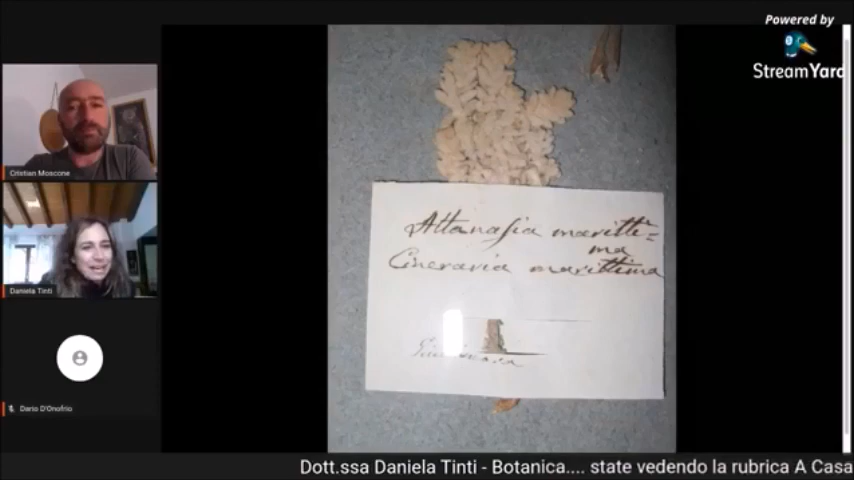 Powered by
StreamYard
Cristian Moscone
Daniela Tinti
Dario D'Onofrio
Attanasia maritti=
ma
Cineraria marittima
Dott.ssa Daniela Tinti - Botanica.... state vedendo la rubrica A Casa